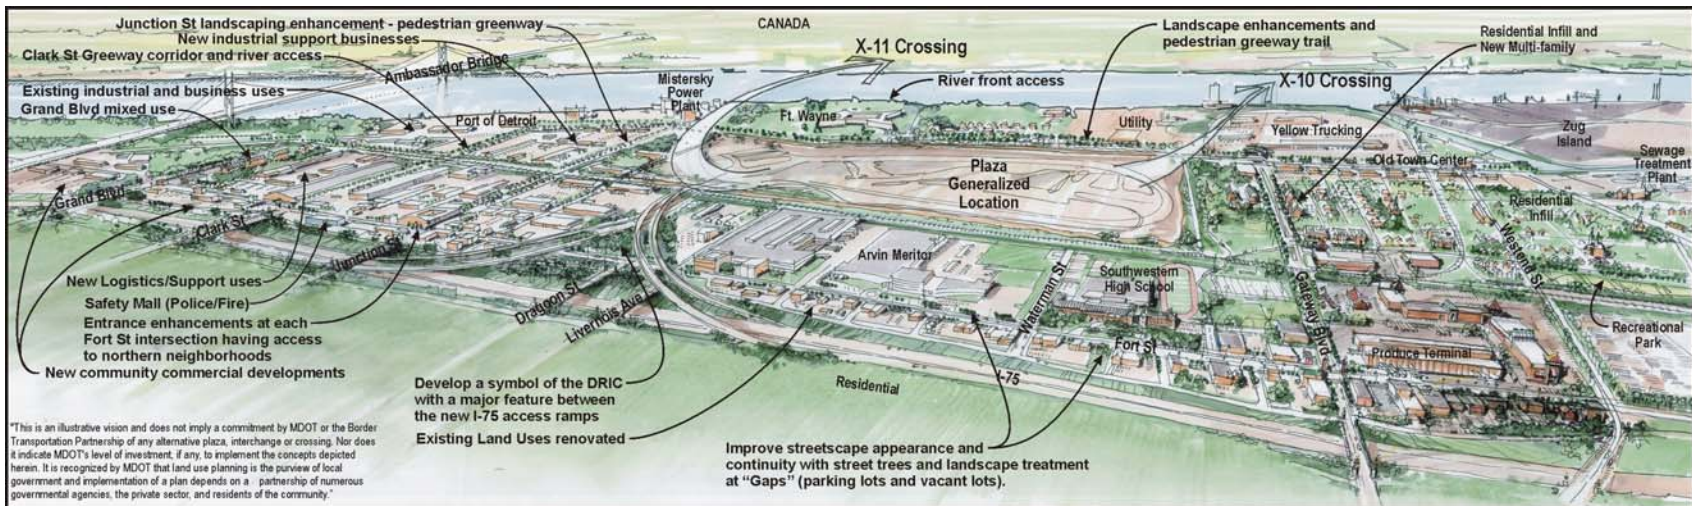 Junction St landscaping enhancement - pedestrian greenway
New industrial support businesses
Clark St Greeway corridor and river access
Existing industrial and business uses
Grand Blvd mixed use
CANADA
Ambassador Bridge
X-11 Crossing
Mistersky
Power
Plant
Port of Detroit
River front access
Landscape enhancements and
pedestrian greenway trail
Residential Infill and
New Multi-family
X-10 Crossing
Ft. Wayne
Utility
Yellow Trucking
Zug
Island
Old Town Center
Sewage
Treatment
Plant
Plaza
Generalized
Location
Grand Blvd
Clark St
Junction St
Residential
Infill
Westend St
Arvin Meritor
Southwestern
High School
Waterman St
Gateway Blvd
Dragoon St
Livernois Ave
Fort St
I-75
Produce Terminal
Recreational
Park
Residential
New Logistics/Support uses
Safety Mall (Police/Fire)
Entrance enhancements at each
Fort St intersection having access
to northern neighborhoods
New community commercial developments
Develop a symbol of the DRIC
with a major feature between
the new I-75 access ramps
Existing Land Uses renovated
Improve streetscape appearance and
continuity with street trees and landscape treatment
at “Gaps” (parking lots and vacant lots).
"This is an illustrative vision and does not imply a commitment by MDOT or the Border
Transportation Partnership of any alternative plaza, interchange or crossing. Nor does
it indicate MDOT's level of investment, if any, to implement the concepts depicted
herein. It is recognized by MDOT that land use planning is the purview of local
government and implementation of a plan depends on a partnership of numerous
governmental agencies, the private sector, and residents of the community."